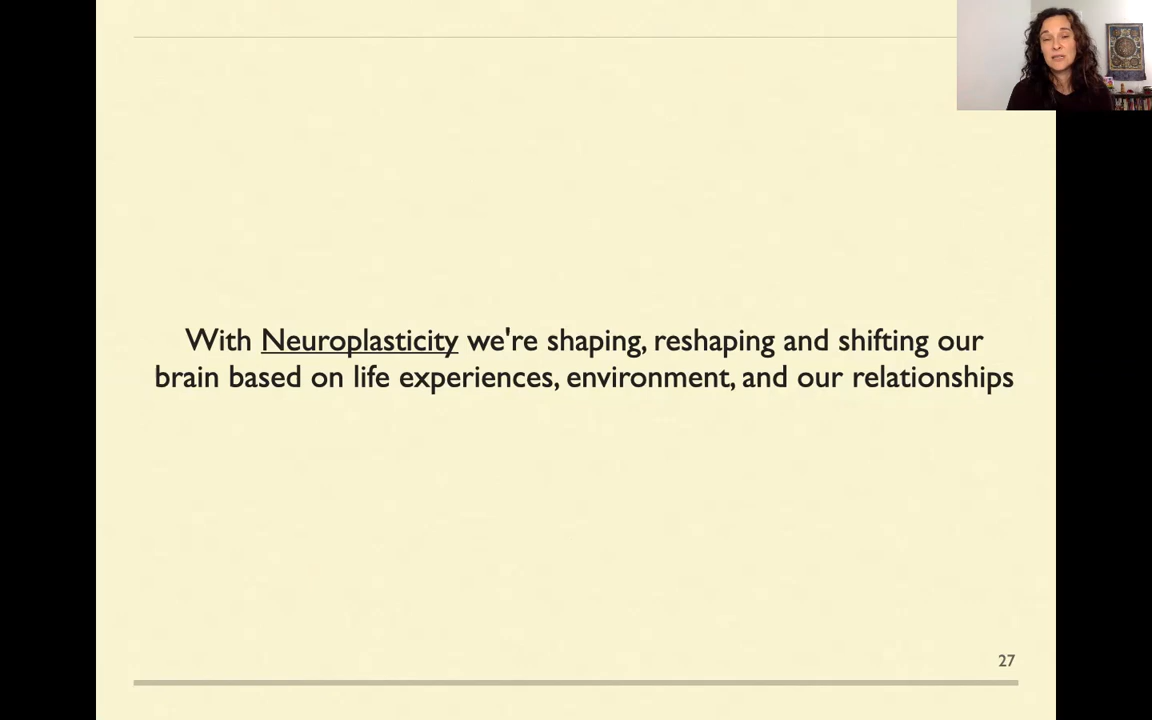 With Neuroplasticity we're shaping, reshaping and shifting our
brain based on life experiences, environment, and our relationships
27